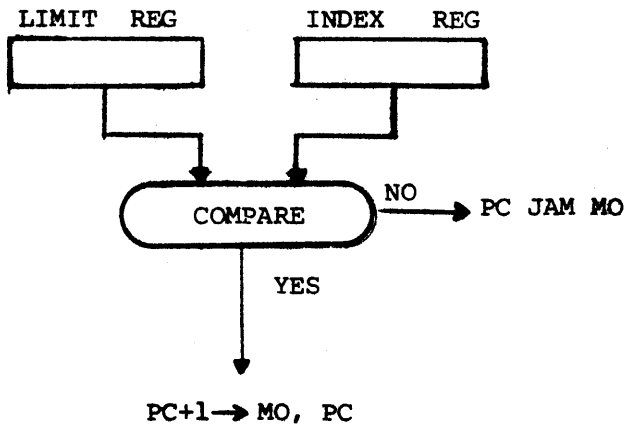 LIMIT REG
INDEX REG
COMPARE
NO
PC JAM MO
YES
PC+1→MO, PC